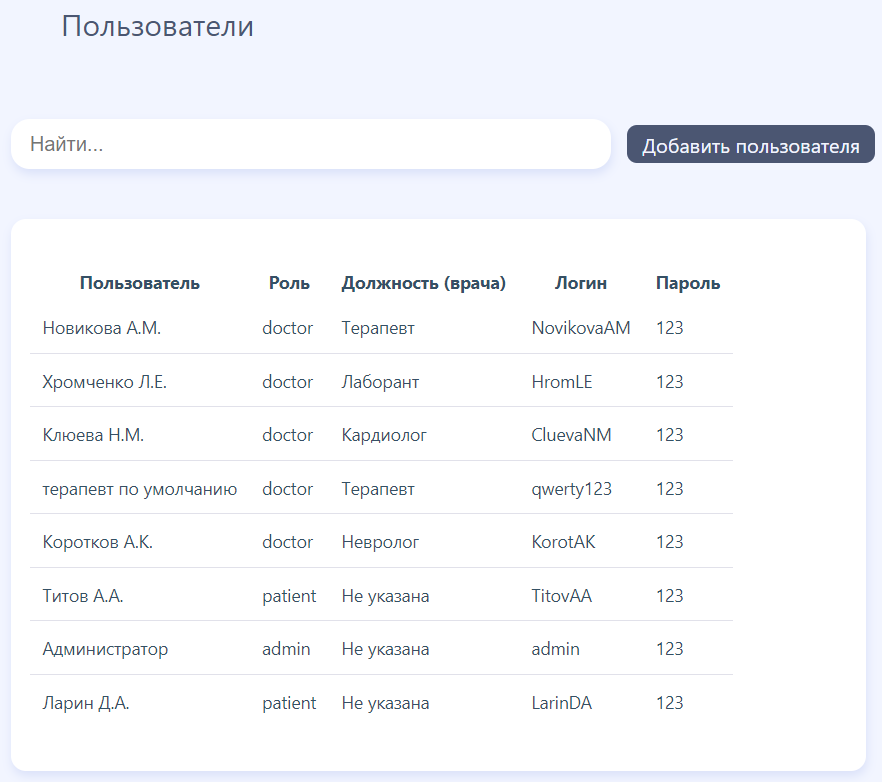 Пользователи
Найти...
Добавить пользователя
Пользователь Роль Должность (врача) Логин Пароль
Новикова А.М. doctor Терапевт NovikovaAM 123
Хромченко Л.Е. doctor Лаборант HromLE 123
Клюева Н.М. doctor Кардиолог CluevaNM 123
терапевт по умолчанию doctor Терапевт qwerty123 123
Коротков А.К. doctor Невролог KorotAK 123
Титов А.А. patient Не указана TitovAA 123
Администратор admin Не указана admin 123
Ларин Д.А. patient Не указана LarinDA 123